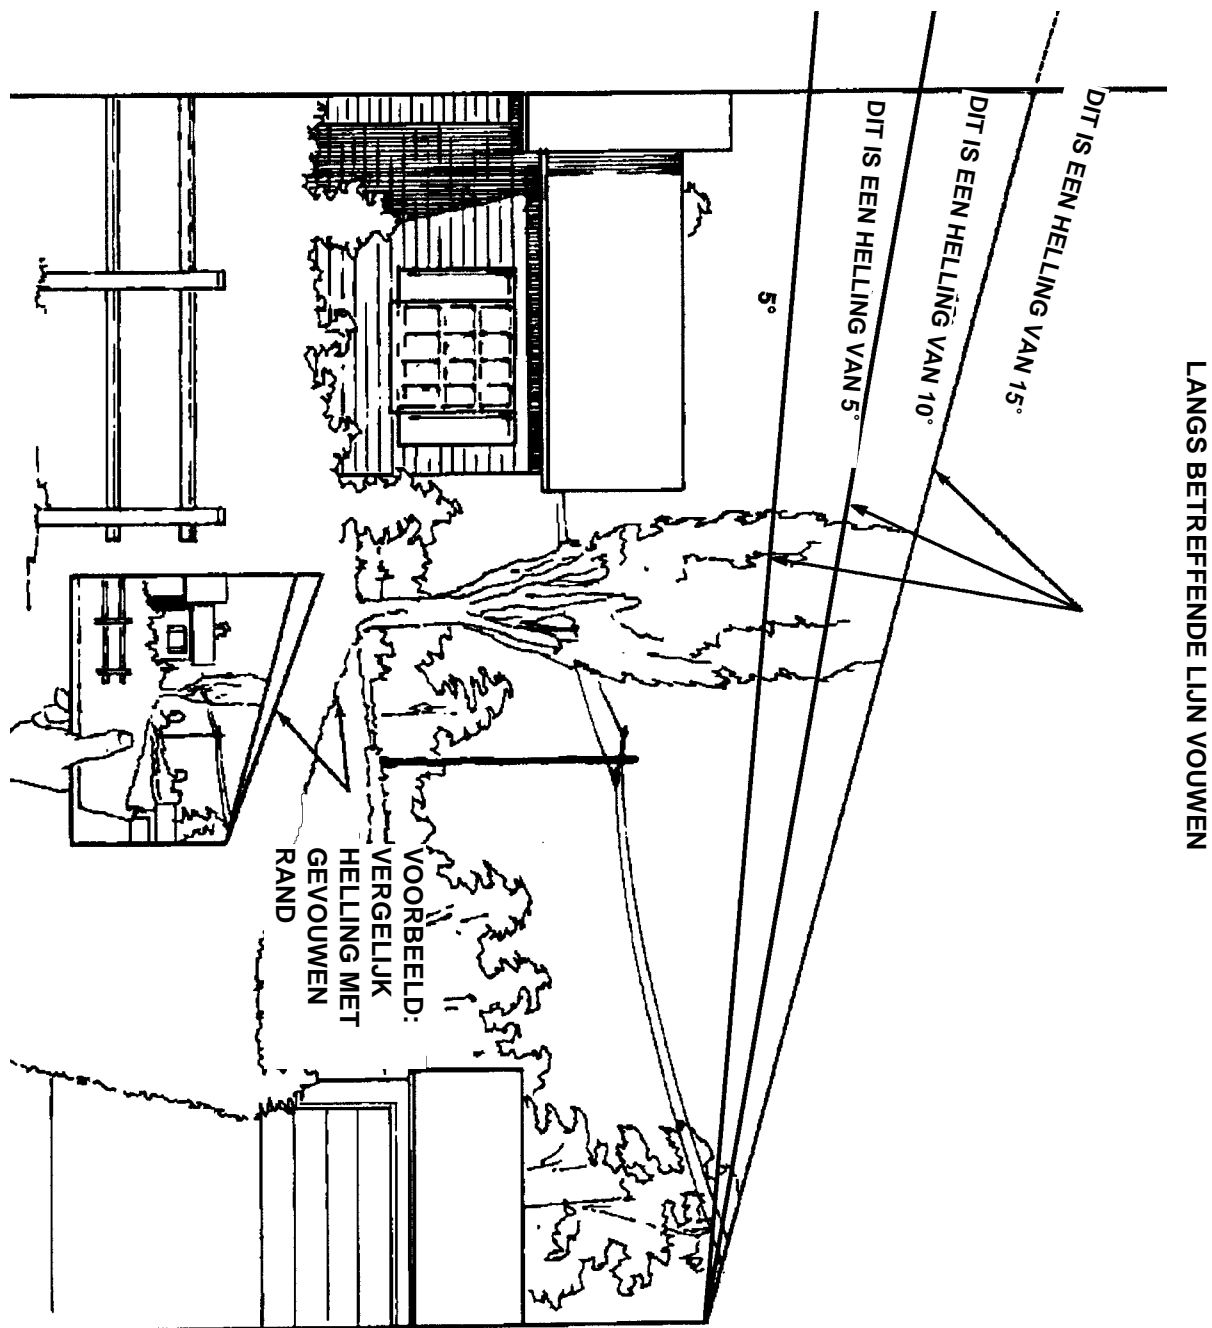 LANGS BETREFFENDE LIJN VOUWEN
DIT IS EEN HELLING VAN 15°
DIT IS EEN HELLING VAN 10°
DIT IS EEN HELLING VAN 5°
5°
VOORBEELD:
VERGELIJK
HELLING MET
GEVOUWEN
RAND